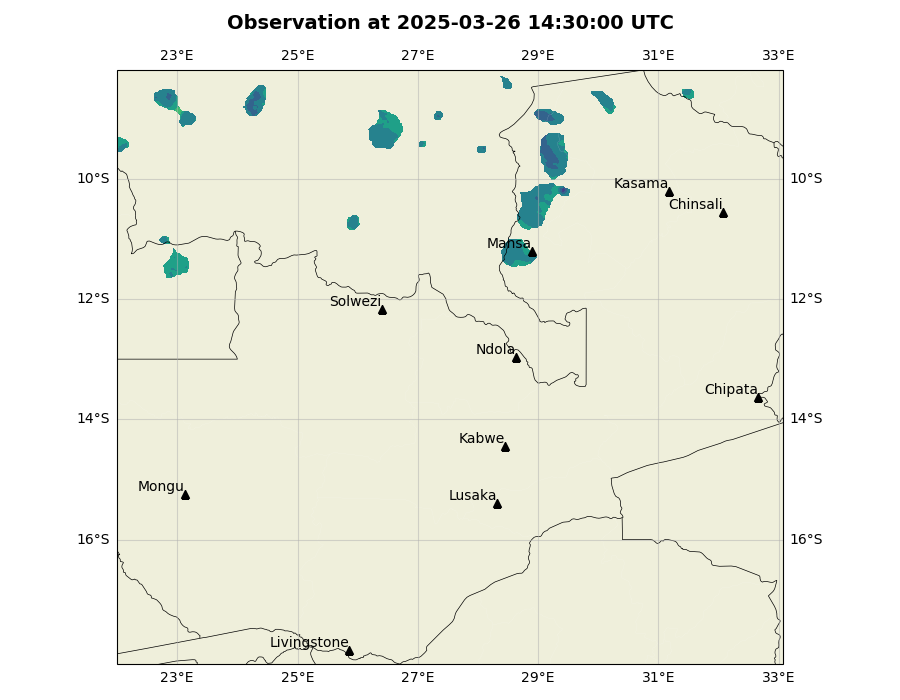 Observation at 2025-03-26 14:30:00 UTC
23°E 25°E 27°E 29°E 31°E 33°E
10°S 10°S
Kasama
Chinsali
Mansa
12°S 12°S
Solwezi
Ndola
Chipata
14°S 14°S
Kabwe
Mongu
Lusaka
16°S 16°S
Livingstone
23°E 25°E 27°E 29°E 31°E 33°E